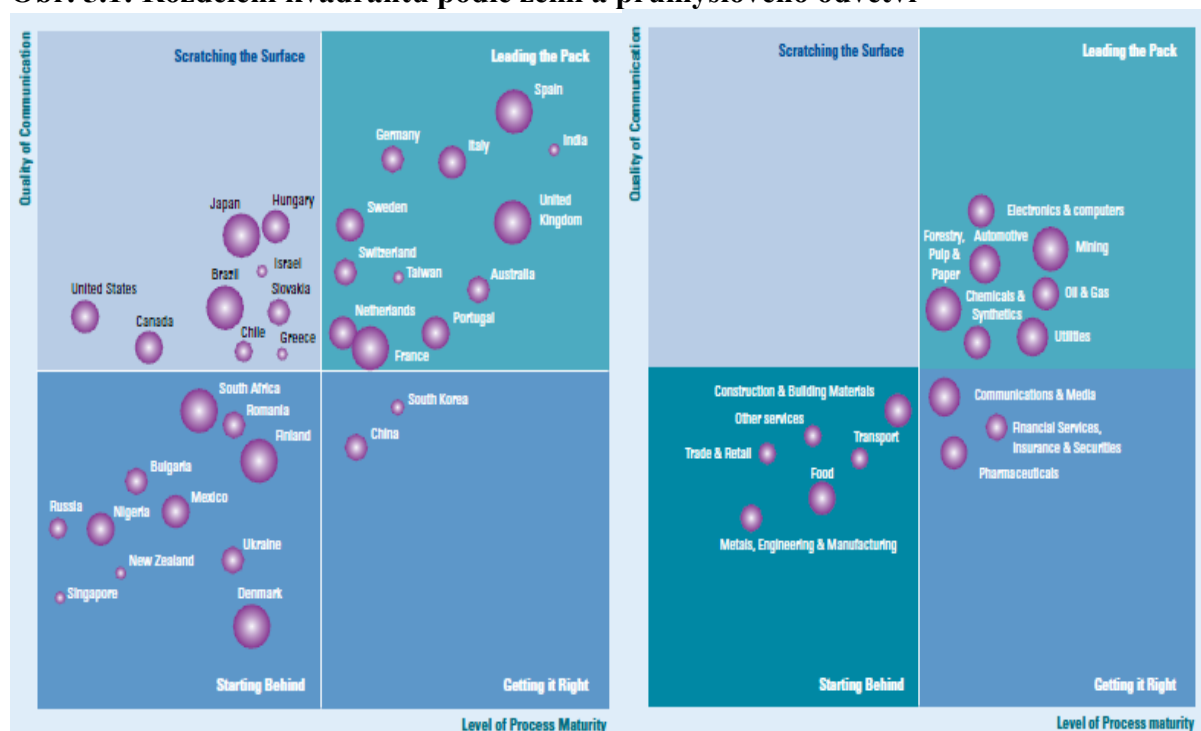 Obr. Rozdělení kvadrantů podle zemí a průmyslového odvětví
Quality of Communication
Scratching the Surface
Leading the Pack
Spain
Germany
Italy
India
Japan
Hungary
Sweden
United
Kingdom
Israel
Switzerland
Taiwan
Australia
Brazil
Slovakia
United States
Canada
Chile
Greece
Netherlands
Portugal
France
South Africa
Romania
Finland
South Korea
China
Bulgaria
Russia
Nigeria
Mexico
Ukraine
New Zealand
Singapore
Denmark
Starting Behind
Getting it Right
Level of Process Maturity
Quality of Communication
Scratching the Surface
Leading the Pack
Electronics & computers
Forestry,
Pulp &
Paper
Automotive
Mining
Chemicals &
Synthetics
Oil & Gas
Utilities
Construction & Building Materials
Other services
Trade & Retail
Transport
Food
Metals, Engineering & Manufacturing
Communications & Media
Financial Services,
Insurance & Securities
Pharmaceuticals
Starting Behind
Getting it Right
Level of Process maturity